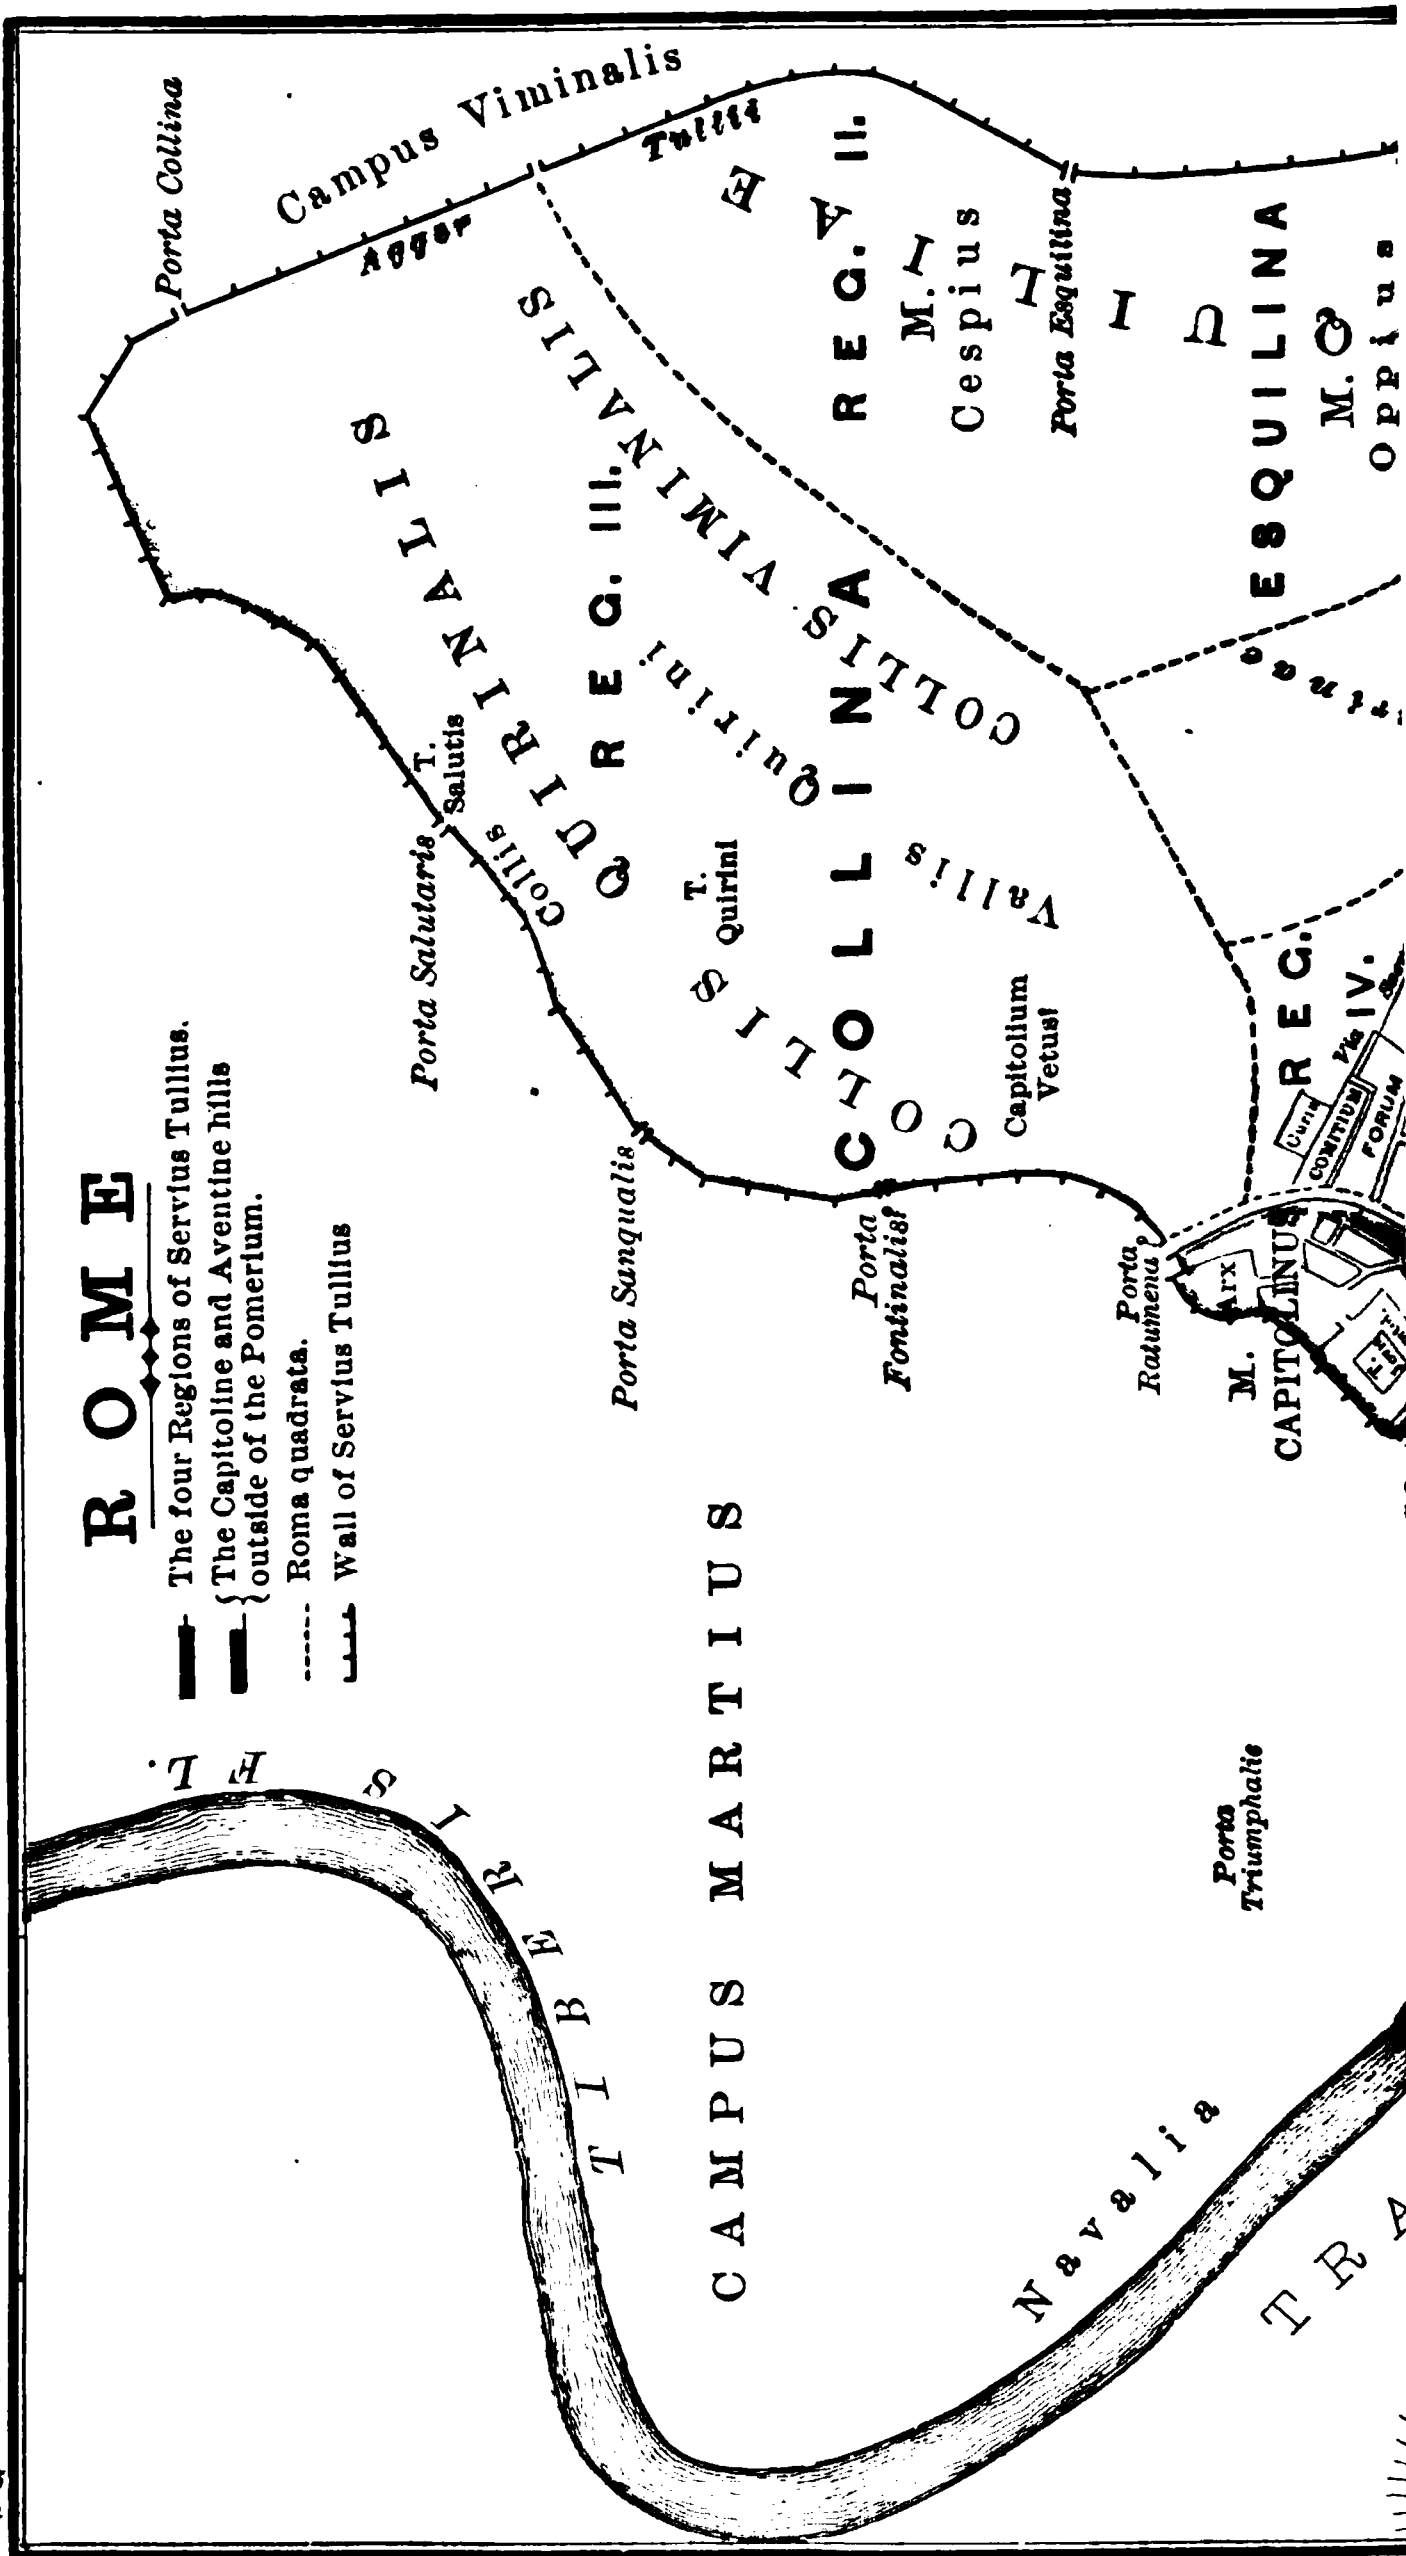 ROME
The four Regions of Servius Tullius.
The Capitoline and Aventine hills
outside of the Pomerium.
Roma quadrata.
Wall of Servius Tullius
TIBERIS FL.
CAMPUS MARTIUS
Navalia
TRA
Porta
Triumphalis
Porta Collina
Campus Viminalis
Agger Tullii
Porta Salutaris
T.
Salutis
Collis
COLLIS QUIRINALIS
REG. III.
COLLINA
T.
Quirini
Vallis Quirini
COLLIS VIMINALIS
Porta Sanqualis
Porta
Fontinalis?
Capitolium
Vetus?
Porta
Ratumena?
REG. II.
ESQUILINA
M.
Cespius
Porta Esquilina
QUILIAE
M.
Oppius
REG.
IV.
Curia
COMITIUM
FORUM
Via
Arx
M.
CAPITOLINUS